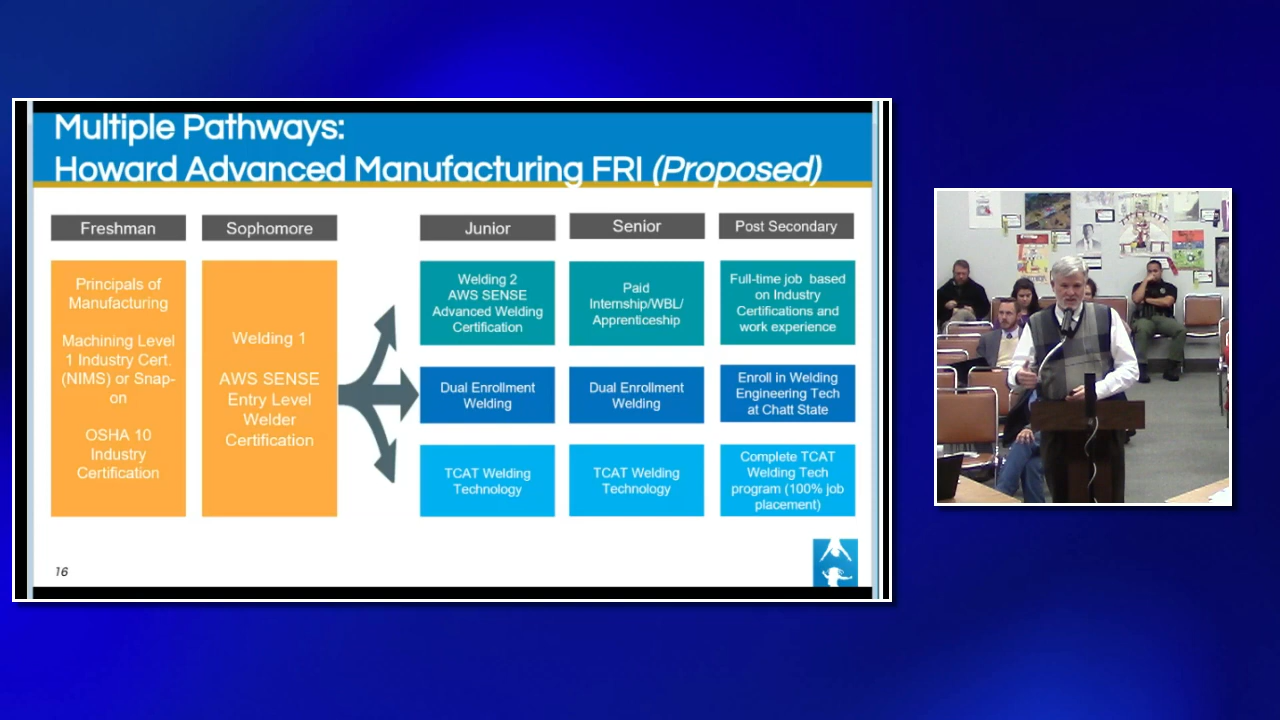 Multiple Pathways:
Howard Advanced Manufacturing FRI (Proposed)
Freshman
Sophomore
Junior
Senior
Post Secondary
Principals of
Manufacturing
Machining Level
1 Industry Cert.
(NIMS) or Snap-
on
OSHA 10
Industry
Certification
Welding 1
AWS SENSE
Entry Level
Welder
Certification
Welding 2
AWS SENSE
Advanced Welding
Certification
Paid
Internship/WBL/
Apprenticeship
Full-time job based
on Industry
Certifications and
work experience
Dual Enrollment
Welding
Dual Enrollment
Welding
Enroll in Welding
Engineering Tech
at Chatt State
TCAT Welding
Technology
TCAT Welding
Technology
Complete TCAT
Welding Tech
program (100% job
placement)
16